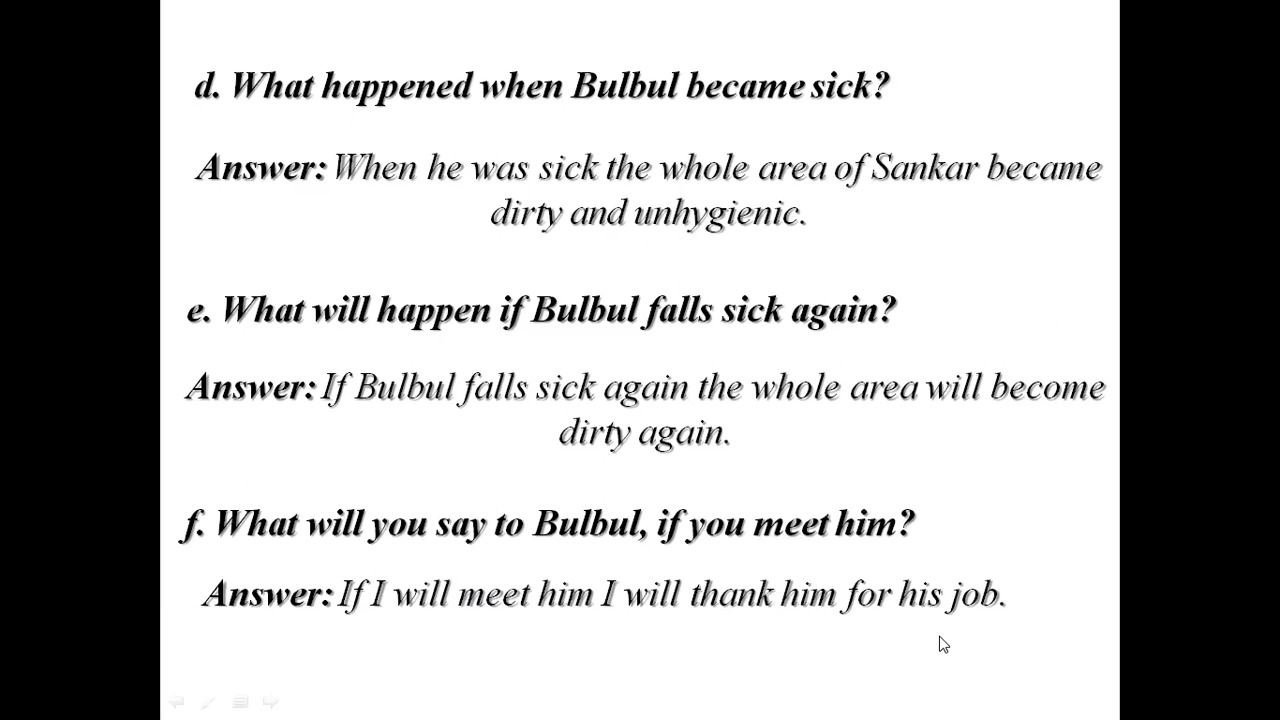 d. What happened when Bulbul became sick?
Answer: When he was sick the whole area of Sankar became
dirty and unhygienic.
e. What will happen if Bulbul falls sick again?
Answer: If Bulbul falls sick again the whole area will become
dirty again.
f. What will you say to Bulbul, if you meet him?
Answer: If I will meet him I will thank him for his job.